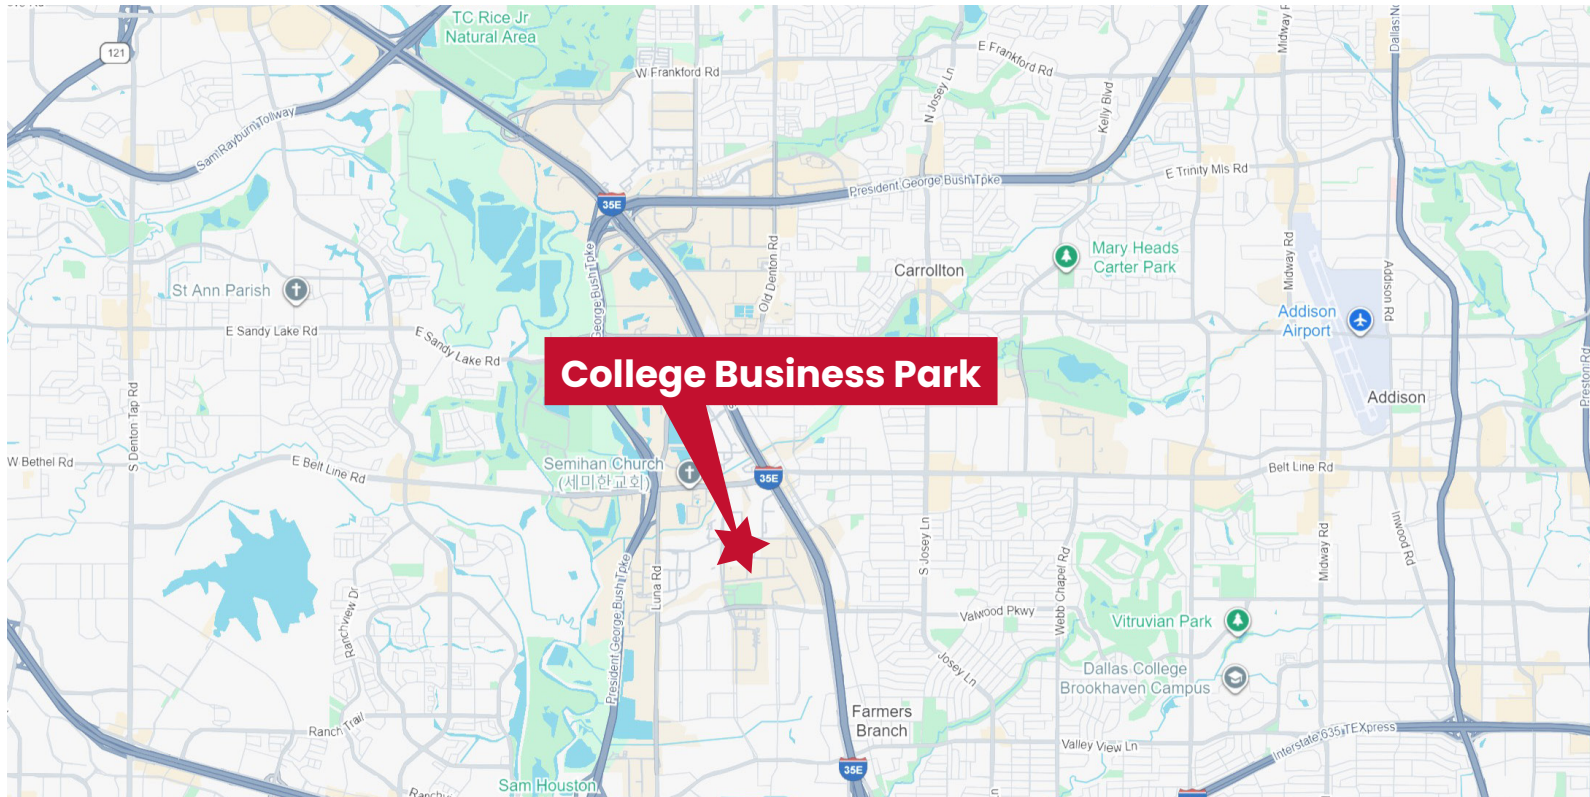 TC Rice Jr
Natural Area
121
W Frankford Rd
E Frankford Rd
N Josey Ln
Kelly Blvd
Sam Rayburn Tollway
E Trinity Mls Rd
President George Bush Tpke
35E
Old Denton Rd
George Bush Tpke
Midway Rd
Addison Rd
Mary Heads
Carter Park
Carrollton
St Ann Parish
Addison
Airport
E Sandy Lake Rd
E Sandy Lake Rd
College Business Park
Addison
Preston Rd
S Denton Tap Rd
W Bethel Rd
E Belt Line Rd
Semihan Church
(세미한교회)
35E
Belt Line Rd
S Josey Ln
Inwood Rd
Midway Rd
Webb Chapel Rd
Luna Rd
President George Bush Tpke
Ranchview Dr
Valwood Pkwy
Vitruvian Park
Josey Ln
Dallas College
Brookhaven Campus
Farmers
Branch
Ranch Trail
Valley View Ln
Interstate 635 TEXpress
35E
Sam Houston